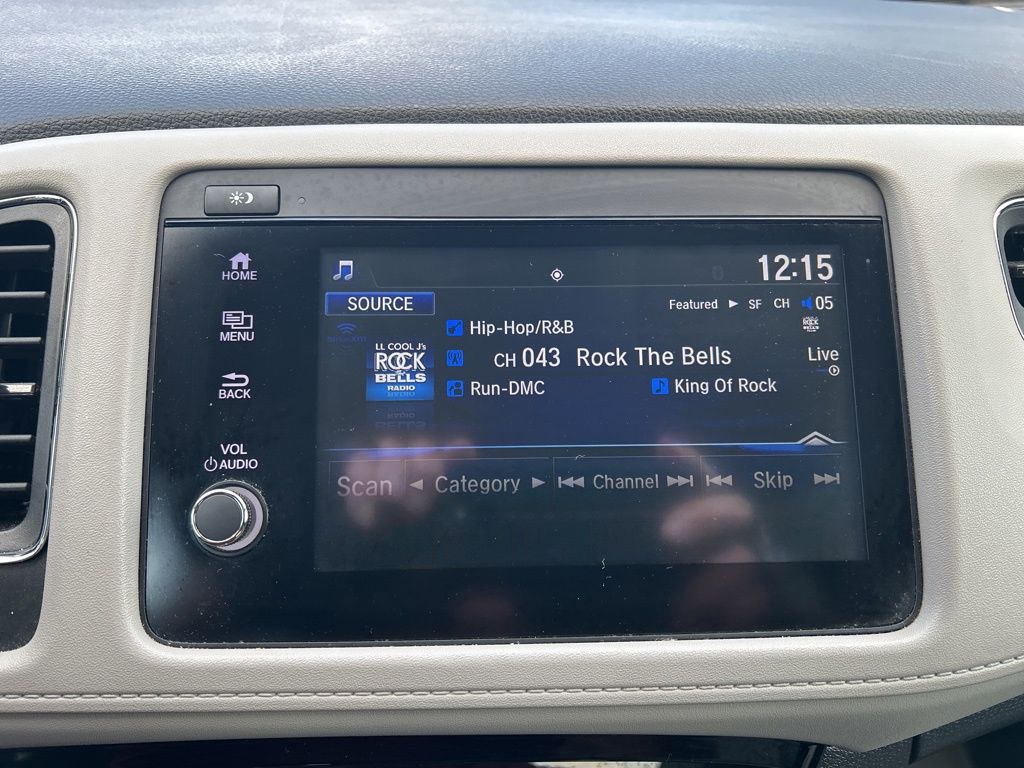 HOME
MENU
BACK
VOL
AUDIO
12:15
SOURCE
Featured ▶ SF CH 05
Hip-Hop/R&B
LL COOL J's
ROCK
THE
BELLS
RADIO
CH 043 Rock The Bells
Live
Run-DMC
King Of Rock
Scan
Category
Channel
Skip